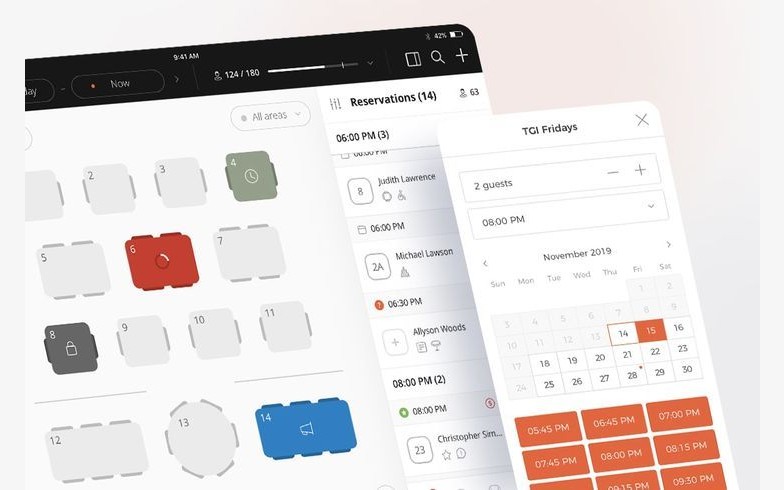 9:41 AM
42%
Now
124 / 180
Reservations (14)
63
All areas
06:00 PM (3)
06:00 PM
8
Judith Lawrence
06:00 PM
2A
Michael Lawson
06:30 PM
Allyson Woods
08:00 PM (2)
08:00 PM
23
Christopher Sim...
2
3
4
5
6
7
8
9
10
11
12
13
14
TGI Fridays
2 guests
08:00 PM
November 2019
Sun Mon Tue Wed Thu Fri Sat
1 2
3 4 5 6 7 8 9
10 11 12 13 14 15 16
17 18 19 20 21 22 23
24 25 26 27 28 29 30
05:45 PM 06:45 PM 07:00 PM
07:45 PM 08:00 PM 08:15 PM
09:15 PM 09:30 PM